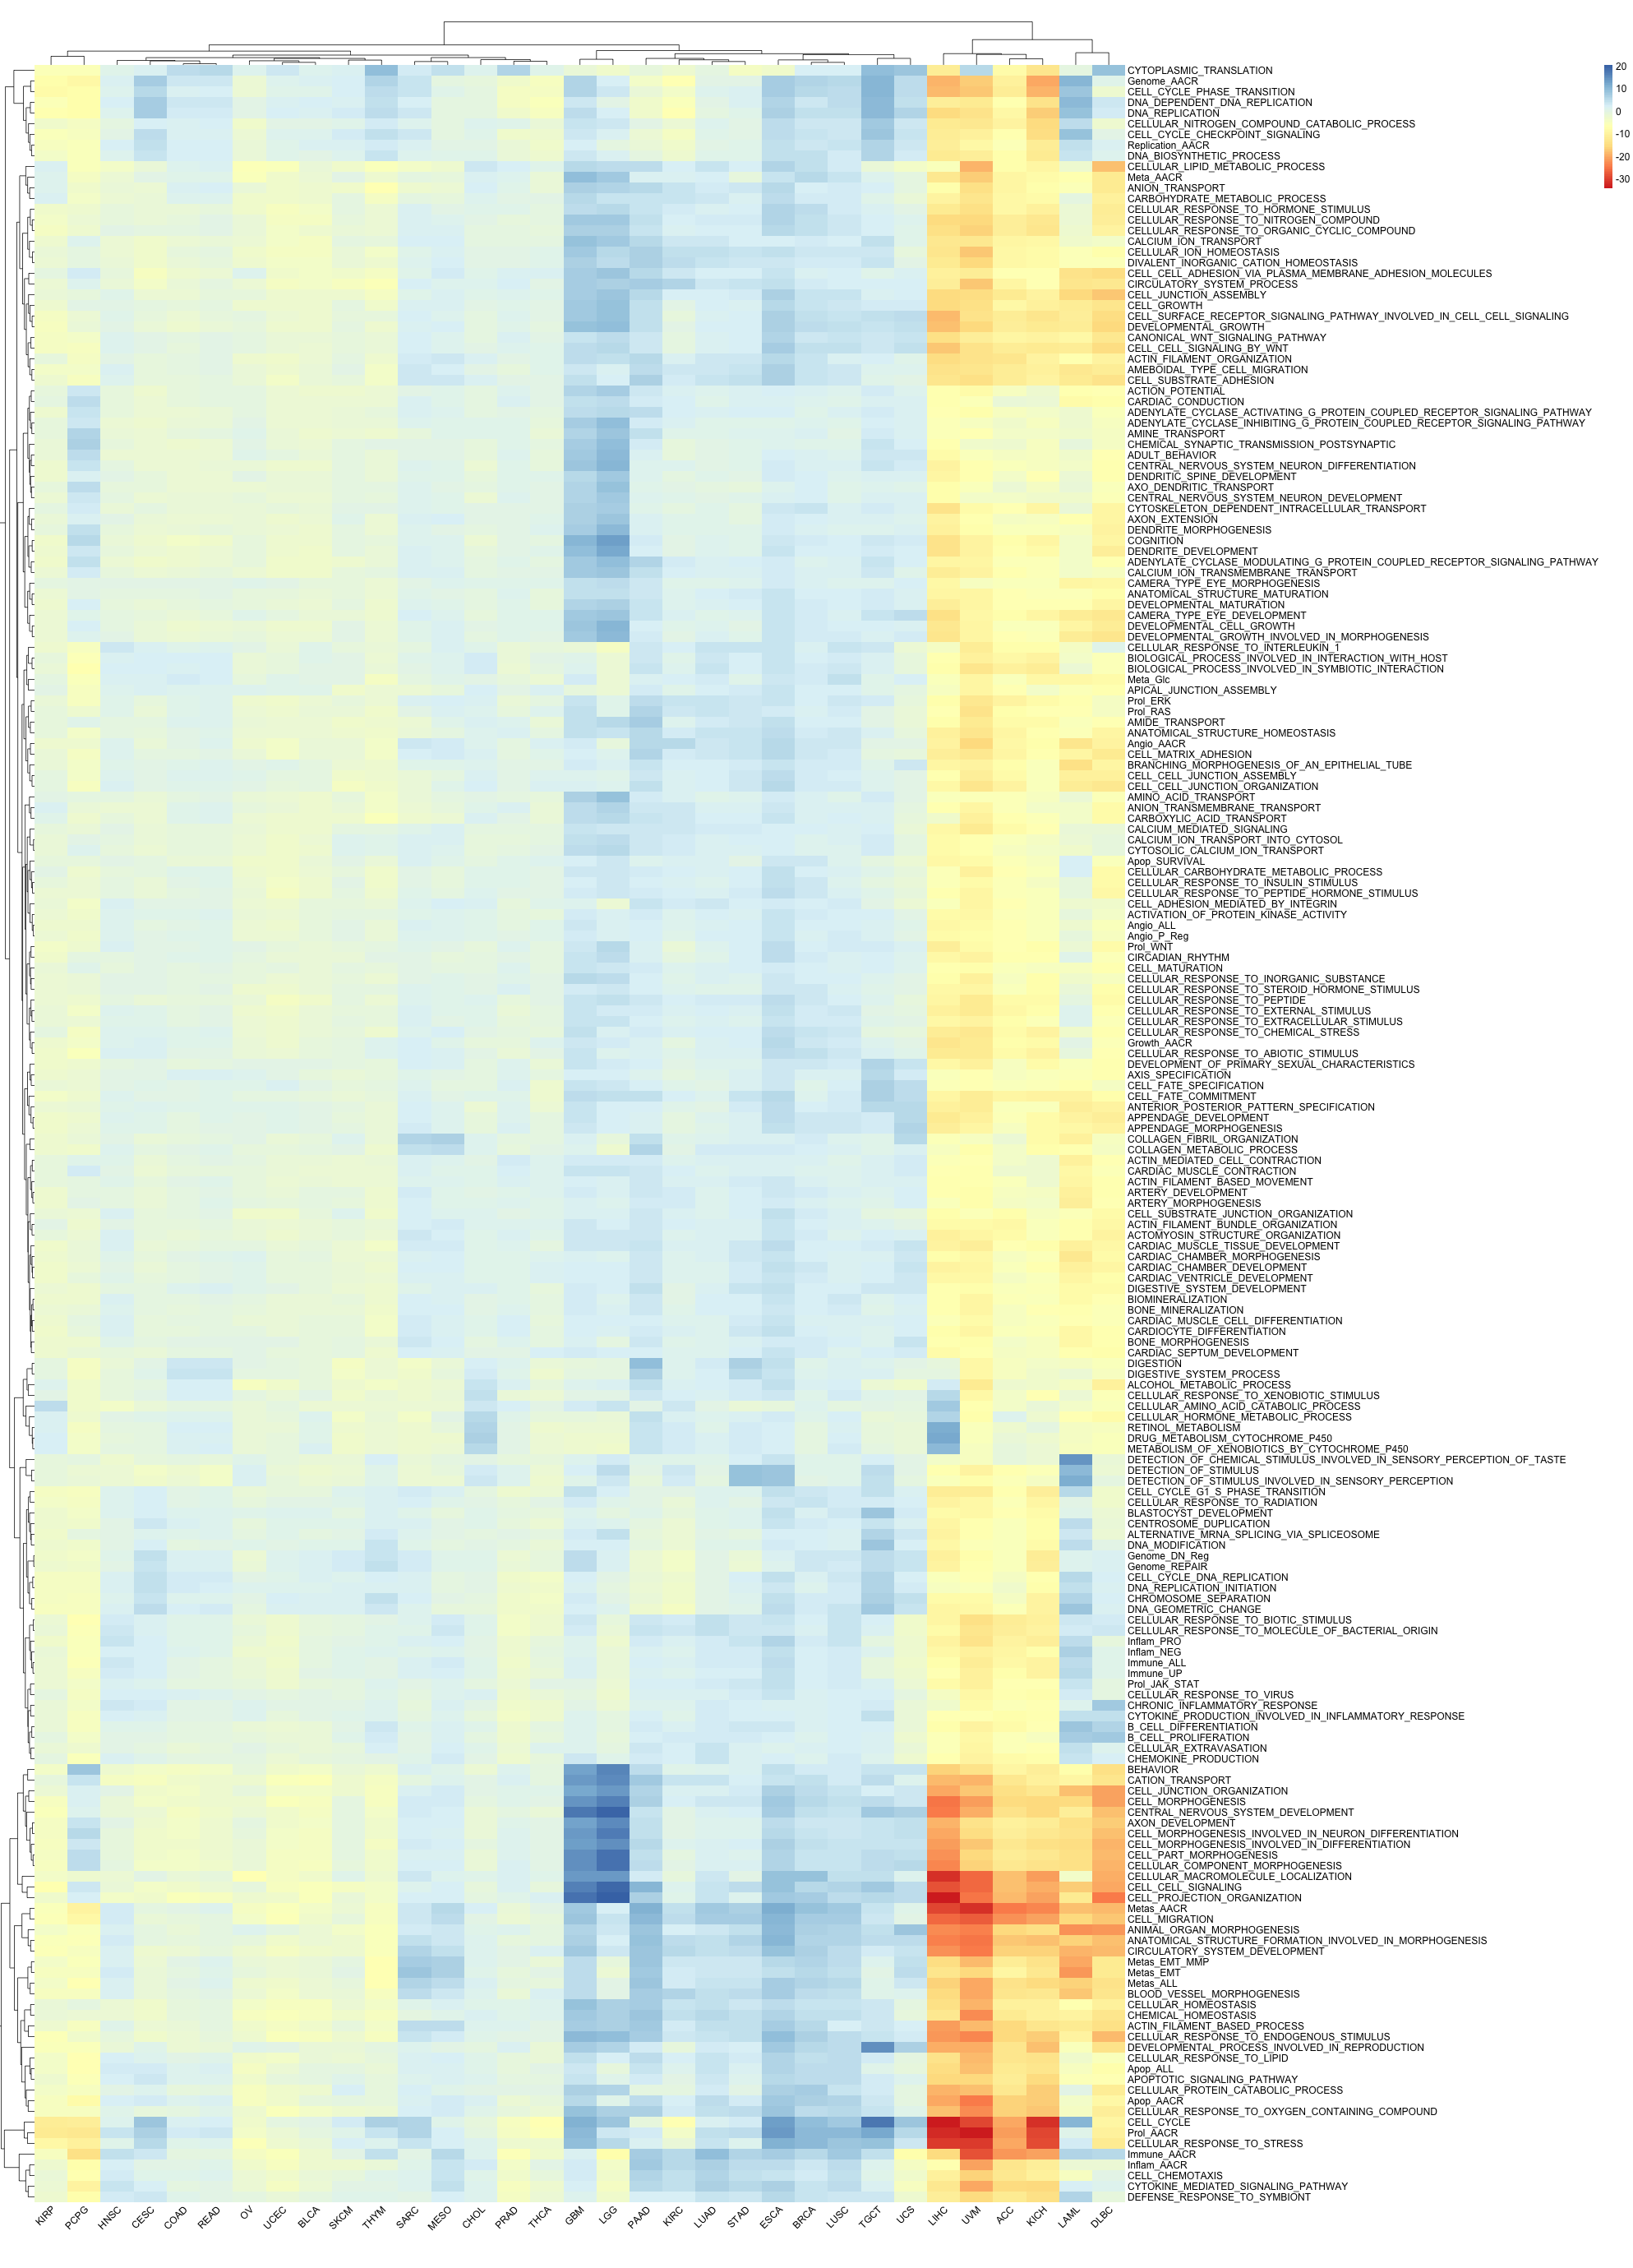 CYTOPLASMIC_TRANSLATION
Genome_AACR
CELL_CYCLE_PHASE_TRANSITION
DNA_DEPENDENT_DNA_REPLICATION
DNA_REPLICATION
CELLULAR_NITROGEN_COMPOUND_CATABOLIC_PROCESS
CELL_CYCLE_CHECKPOINT_SIGNALING
Replication_AACR
DNA_BIOSYNTHETIC_PROCESS
CELLULAR_LIPID_METABOLIC_PROCESS
Meta_AACR
ANION_TRANSPORT
CARBOHYDRATE_METABOLIC_PROCESS
CELLULAR_RESPONSE_TO_HORMONE_STIMULUS
CELLULAR_RESPONSE_TO_NITROGEN_COMPOUND
CELLULAR_RESPONSE_TO_ORGANIC_CYCLIC_COMPOUND
CALCIUM_ION_TRANSPORT
CELLULAR_ION_HOMEOSTASIS
DIVALENT_INORGANIC_CATION_HOMEOSTASIS
CELL_CELL_ADHESION_VIA_PLASMA_MEMBRANE_ADHESION_MOLECULES
CIRCULATORY_SYSTEM_PROCESS
CELL_JUNCTION_ASSEMBLY
CELL_GROWTH
CELL_SURFACE_RECEPTOR_SIGNALING_PATHWAY_INVOLVED_IN_CELL_CELL_SIGNALING
DEVELOPMENTAL_GROWTH
CANONICAL_WNT_SIGNALING_PATHWAY
CELL_CELL_SIGNALING_BY_WNT
ACTIN_FILAMENT_ORGANIZATION
AMEBOIDAL_TYPE_CELL_MIGRATION
CELL_SUBSTRATE_ADHESION
ACTION_POTENTIAL
CARDIAC_CONDUCTION
ADENYLATE_CYCLASE_ACTIVATING_G_PROTEIN_COUPLED_RECEPTOR_SIGNALING_PATHWAY
ADENYLATE_CYCLASE_INHIBITING_G_PROTEIN_COUPLED_RECEPTOR_SIGNALING_PATHWAY
AMINE_TRANSPORT
CHEMICAL_SYNAPTIC_TRANSMISSION_POSTSYNAPTIC
ADULT_BEHAVIOR
CENTRAL_NERVOUS_SYSTEM_NEURON_DIFFERENTIATION
DENDRITIC_SPINE_DEVELOPMENT
AXO_DENDRITIC_TRANSPORT
CENTRAL_NERVOUS_SYSTEM_NEURON_DEVELOPMENT
CYTOSKELETON_DEPENDENT_INTRACELLULAR_TRANSPORT
AXON_EXTENSION
DENDRITE_MORPHOGENESIS
COGNITION
DENDRITE_DEVELOPMENT
ADENYLATE_CYCLASE_MODULATING_G_PROTEIN_COUPLED_RECEPTOR_SIGNALING_PATHWAY
CALCIUM_ION_TRANSMEMBRANE_TRANSPORT
CAMERA_TYPE_EYE_MORPHOGENESIS
ANATOMICAL_STRUCTURE_MATURATION
DEVELOPMENTAL_MATURATION
CAMERA_TYPE_EYE_DEVELOPMENT
DEVELOPMENTAL_CELL_GROWTH
DEVELOPMENTAL_GROWTH_INVOLVED_IN_MORPHOGENESIS
CELLULAR_RESPONSE_TO_INTERLEUKIN_1
BIOLOGICAL_PROCESS_INVOLVED_IN_INTERACTION_WITH_HOST
BIOLOGICAL_PROCESS_INVOLVED_IN_SYMBIOTIC_INTERACTION
Meta_Glc
APICAL_JUNCTION_ASSEMBLY
Prol_ERK
Prol_RAS
AMIDE_TRANSPORT
ANATOMICAL_STRUCTURE_HOMEOSTASIS
Angio_AACR
CELL_MATRIX_ADHESION
BRANCHING_MORPHOGENESIS_OF_AN_EPITHELIAL_TUBE
CELL_CELL_JUNCTION_ASSEMBLY
CELL_CELL_JUNCTION_ORGANIZATION
AMINO_ACID_TRANSPORT
ANION_TRANSMEMBRANE_TRANSPORT
CARBOXYLIC_ACID_TRANSPORT
CALCIUM_MEDIATED_SIGNALING
CALCIUM_ION_TRANSPORT_INTO_CYTOSOL
CYTOSOLIC_CALCIUM_ION_TRANSPORT
Apop_SURVIVAL
CELLULAR_CARBOHYDRATE_METABOLIC_PROCESS
CELLULAR_RESPONSE_TO_INSULIN_STIMULUS
CELLULAR_RESPONSE_TO_PEPTIDE_HORMONE_STIMULUS
CELL_ADHESION_MEDIATED_BY_INTEGRIN
ACTIVATION_OF_PROTEIN_KINASE_ACTIVITY
Angio_ALL
Angio_P_Reg
Prol_WNT
CIRCADIAN_RHYTHM
CELL_MATURATION
CELLULAR_RESPONSE_TO_INORGANIC_SUBSTANCE
CELLULAR_RESPONSE_TO_STEROID_HORMONE_STIMULUS
CELLULAR_RESPONSE_TO_PEPTIDE
CELLULAR_RESPONSE_TO_EXTERNAL_STIMULUS
CELLULAR_RESPONSE_TO_EXTRACELLULAR_STIMULUS
CELLULAR_RESPONSE_TO_CHEMICAL_STRESS
Growth_AACR
CELLULAR_RESPONSE_TO_ABIOTIC_STIMULUS
DEVELOPMENT_OF_PRIMARY_SEXUAL_CHARACTERISTICS
AXIS_SPECIFICATION
CELL_FATE_SPECIFICATION
CELL_FATE_COMMITMENT
ANTERIOR_POSTERIOR_PATTERN_SPECIFICATION
APPENDAGE_DEVELOPMENT
APPENDAGE_MORPHOGENESIS
COLLAGEN_FIBRIL_ORGANIZATION
COLLAGEN_METABOLIC_PROCESS
ACTIN_MEDIATED_CELL_CONTRACTION
CARDIAC_MUSCLE_CONTRACTION
ACTIN_FILAMENT_BASED_MOVEMENT
ARTERY_DEVELOPMENT
ARTERY_MORPHOGENESIS
CELL_SUBSTRATE_JUNCTION_ORGANIZATION
ACTIN_FILAMENT_BUNDLE_ORGANIZATION
ACTOMYOSIN_STRUCTURE_ORGANIZATION
CARDIAC_MUSCLE_TISSUE_DEVELOPMENT
CARDIAC_CHAMBER_MORPHOGENESIS
CARDIAC_CHAMBER_DEVELOPMENT
CARDIAC_VENTRICLE_DEVELOPMENT
DIGESTIVE_SYSTEM_DEVELOPMENT
BIOMINERALIZATION
BONE_MINERALIZATION
CARDIAC_MUSCLE_CELL_DIFFERENTIATION
CARDIOCYTE_DIFFERENTIATION
BONE_MORPHOGENESIS
CARDIAC_SEPTUM_DEVELOPMENT
DIGESTION
DIGESTIVE_SYSTEM_PROCESS
ALCOHOL_METABOLIC_PROCESS
CELLULAR_RESPONSE_TO_XENOBIOTIC_STIMULUS
CELLULAR_AMINO_ACID_CATABOLIC_PROCESS
CELLULAR_HORMONE_METABOLIC_PROCESS
RETINOL_METABOLISM
DRUG_METABOLISM_CYTOCHROME_P450
METABOLISM_OF_XENOBIOTICS_BY_CYTOCHROME_P450
DETECTION_OF_CHEMICAL_STIMULUS_INVOLVED_IN_SENSORY_PERCEPTION_OF_TASTE
DETECTION_OF_STIMULUS
DETECTION_OF_STIMULUS_INVOLVED_IN_SENSORY_PERCEPTION
CELL_CYCLE_G1_S_PHASE_TRANSITION
CELLULAR_RESPONSE_TO_RADIATION
BLASTOCYST_DEVELOPMENT
CENTROSOME_DUPLICATION
ALTERNATIVE_MRNA_SPLICING_VIA_SPLICEOSOME
DNA_MODIFICATION
Genome_DN_Reg
Genome_REPAIR
CELL_CYCLE_DNA_REPLICATION
DNA_REPLICATION_INITIATION
CHROMOSOME_SEPARATION
DNA_GEOMETRIC_CHANGE
CELLULAR_RESPONSE_TO_BIOTIC_STIMULUS
CELLULAR_RESPONSE_TO_MOLECULE_OF_BACTERIAL_ORIGIN
Inflam_PRO
Inflam_NEG
Immune_ALL
Immune_UP
Prol_JAK_STAT
CELLULAR_RESPONSE_TO_VIRUS
CHRONIC_INFLAMMATORY_RESPONSE
CYTOKINE_PRODUCTION_INVOLVED_IN_INFLAMMATORY_RESPONSE
B_CELL_DIFFERENTIATION
B_CELL_PROLIFERATION
CELLULAR_EXTRAVASATION
CHEMOKINE_PRODUCTION
BEHAVIOR
CATION_TRANSPORT
CELL_JUNCTION_ORGANIZATION
CELL_MORPHOGENESIS
CENTRAL_NERVOUS_SYSTEM_DEVELOPMENT
AXON_DEVELOPMENT
CELL_MORPHOGENESIS_INVOLVED_IN_NEURON_DIFFERENTIATION
CELL_MORPHOGENESIS_INVOLVED_IN_DIFFERENTIATION
CELL_PART_MORPHOGENESIS
CELLULAR_COMPONENT_MORPHOGENESIS
CELLULAR_MACROMOLECULE_LOCALIZATION
CELL_CELL_SIGNALING
CELL_PROJECTION_ORGANIZATION
Metas_AACR
CELL_MIGRATION
ANIMAL_ORGAN_MORPHOGENESIS
ANATOMICAL_STRUCTURE_FORMATION_INVOLVED_IN_MORPHOGENESIS
CIRCULATORY_SYSTEM_DEVELOPMENT
Metas_EMT_MMP
Metas_EMT
Metas_ALL
BLOOD_VESSEL_MORPHOGENESIS
CELLULAR_HOMEOSTASIS
CHEMICAL_HOMEOSTASIS
ACTIN_FILAMENT_BASED_PROCESS
CELLULAR_RESPONSE_TO_ENDOGENOUS_STIMULUS
DEVELOPMENTAL_PROCESS_INVOLVED_IN_REPRODUCTION
CELLULAR_RESPONSE_TO_LIPID
Apop_ALL
APOPTOTIC_SIGNALING_PATHWAY
CELLULAR_PROTEIN_CATABOLIC_PROCESS
Apop_AACR
CELLULAR_RESPONSE_TO_OXYGEN_CONTAINING_COMPOUND
CELL_CYCLE
Prol_AACR
CELLULAR_RESPONSE_TO_STRESS
Immune_AACR
Inflam_AACR
CELL_CHEMOTAXIS
CYTOKINE_MEDIATED_SIGNALING_PATHWAY
DEFENSE_RESPONSE_TO_SYMBIONT
20
10
0
-10
-20
-30
KIRP PCPG HNSC CESC COAD READ OV UCEC BLCA SKCM THYM SARC MESO CHOL PRAD THCA GBM LGG PAAD KIRC LUAD STAD ESCA BRCA LUSC TGCT UCS LIHC UVM ACC KICH LAML DLBC